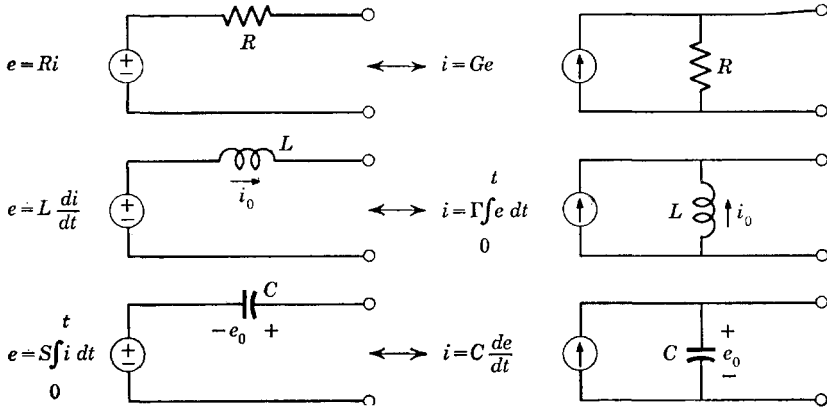 R
e = Ri
i = Ge
R
L
i₀
e = L di/dt
t
i = Γ∫e dt
0
L
i₀
C
− e₀ +
t
e = S∫i dt
0
i = C de/dt
C
+
e₀
−